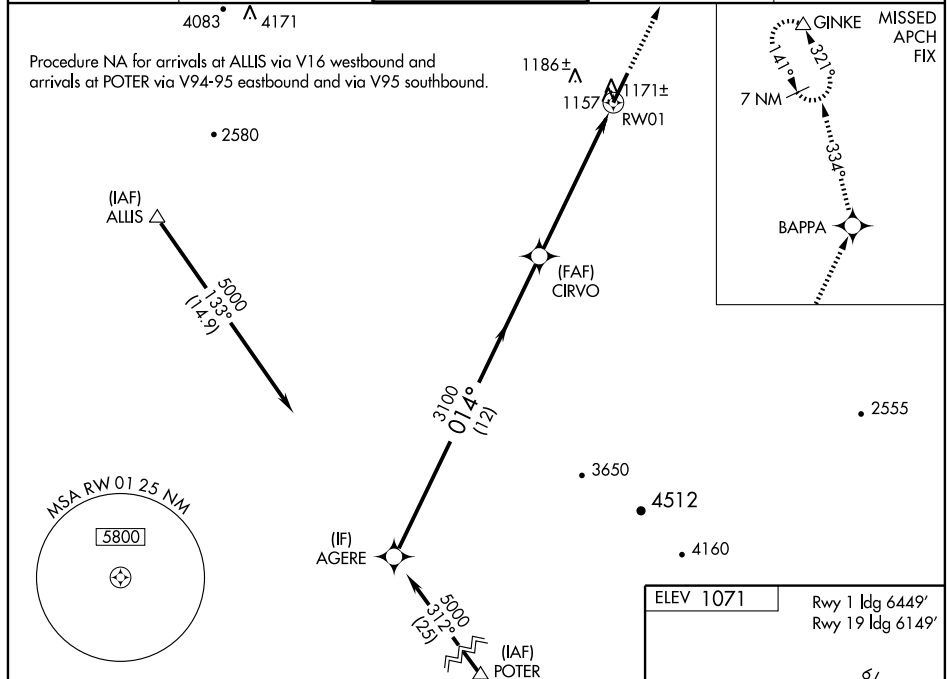 4083
4171
Procedure NA for arrivals at ALLIS via V16 westbound and
arrivals at POTER via V94-95 eastbound and via V95 southbound.
2580
1186±
1157
1171±
RW01
MISSED
APCH
FIX
GINKE
141°
321°
7 NM
334°
BAPPA
(IAF)
ALLIS
5000
133°
(14.9)
(FAF)
CIRVO
3100
014°
(12)
2555
3650
4512
4160
MSA RW 01 25 NM
5800
(IF)
AGERE
5000
312°
(25)
(IAF)
POTER
ELEV 1071
Rwy 1 ldg 6449'
Rwy 19 ldg 6149'